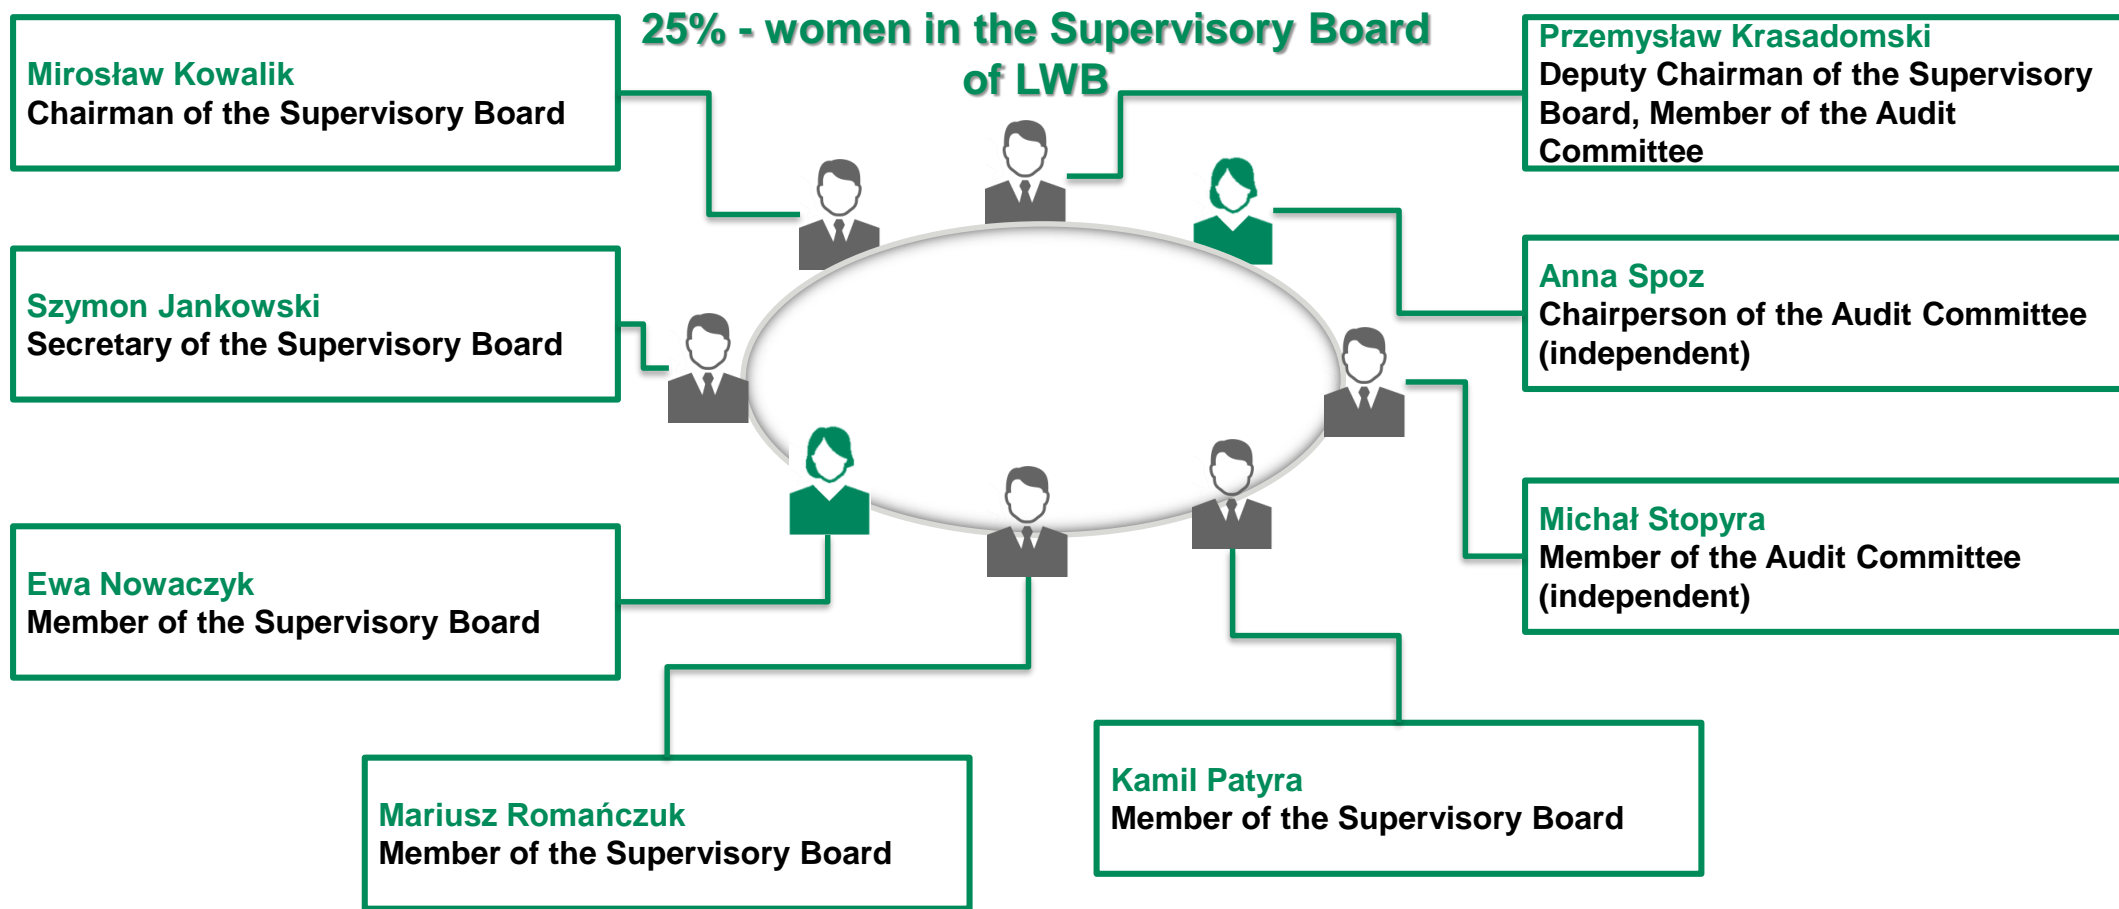 25% - women in the Supervisory Board
of LWB
Mirosław Kowalik
Chairman of the Supervisory Board
Przemysław Krasadomski
Deputy Chairman of the Supervisory
Board, Member of the Audit
Committee
Szymon Jankowski
Secretary of the Supervisory Board
Anna Spoz
Chairperson of the Audit Committee
(independent)
Ewa Nowaczyk
Member of the Supervisory Board
Michał Stopyra
Member of the Audit Committee
(independent)
Mariusz Romańczuk
Member of the Supervisory Board
Kamil Patyra
Member of the Supervisory Board